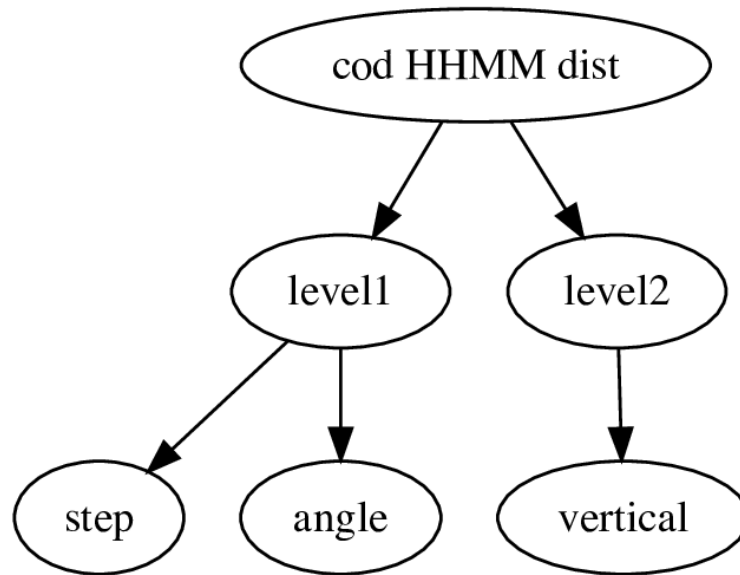 cod HHMM dist
level1
level2
step
angle
vertical